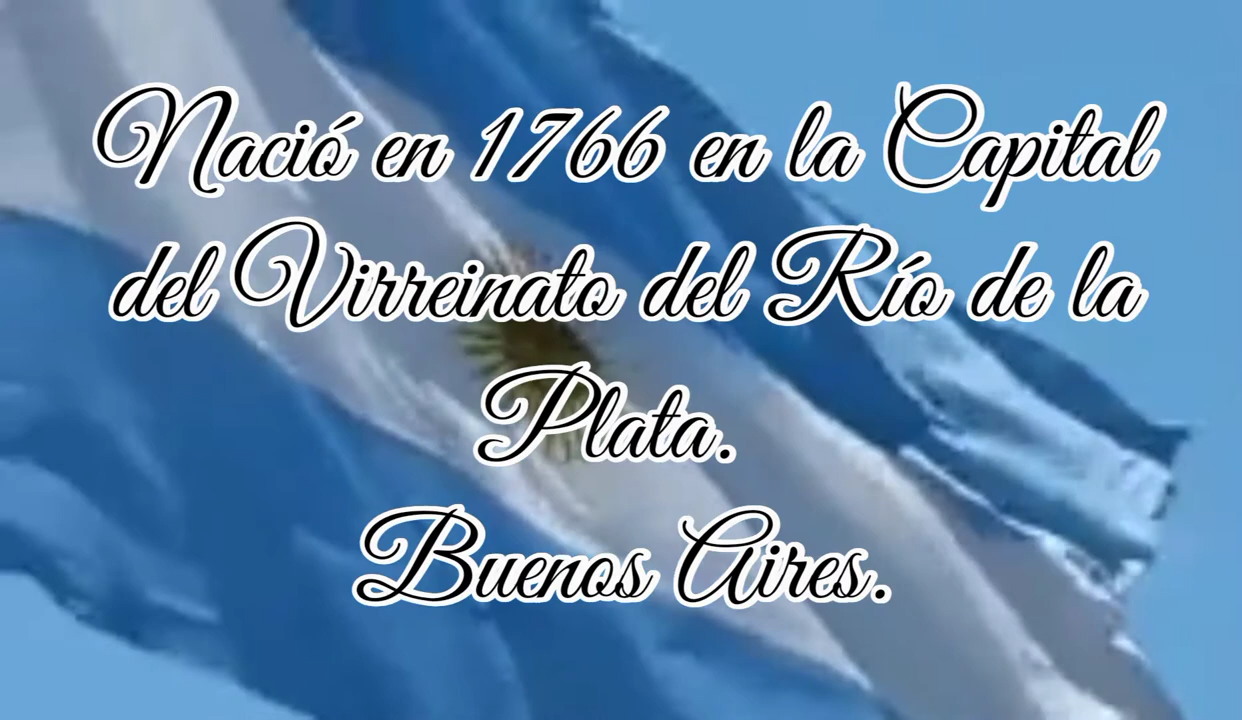 Nació en 1766 en la Capital
del Virreinato del Río de la
Plata.
Buenos Aires.